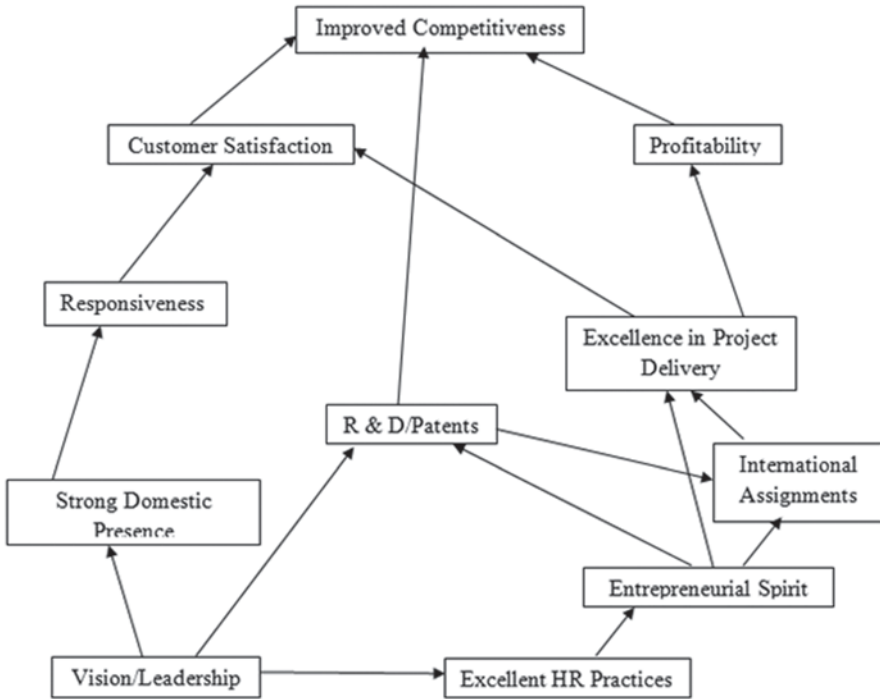 Improved Competitiveness
Customer Satisfaction
Profitability
Responsiveness
Excellence in Project
Delivery
R & D/Patents
International
Assignments
Strong Domestic
Presence
Entrepreneurial Spirit
Vision/Leadership
Excellent HR Practices